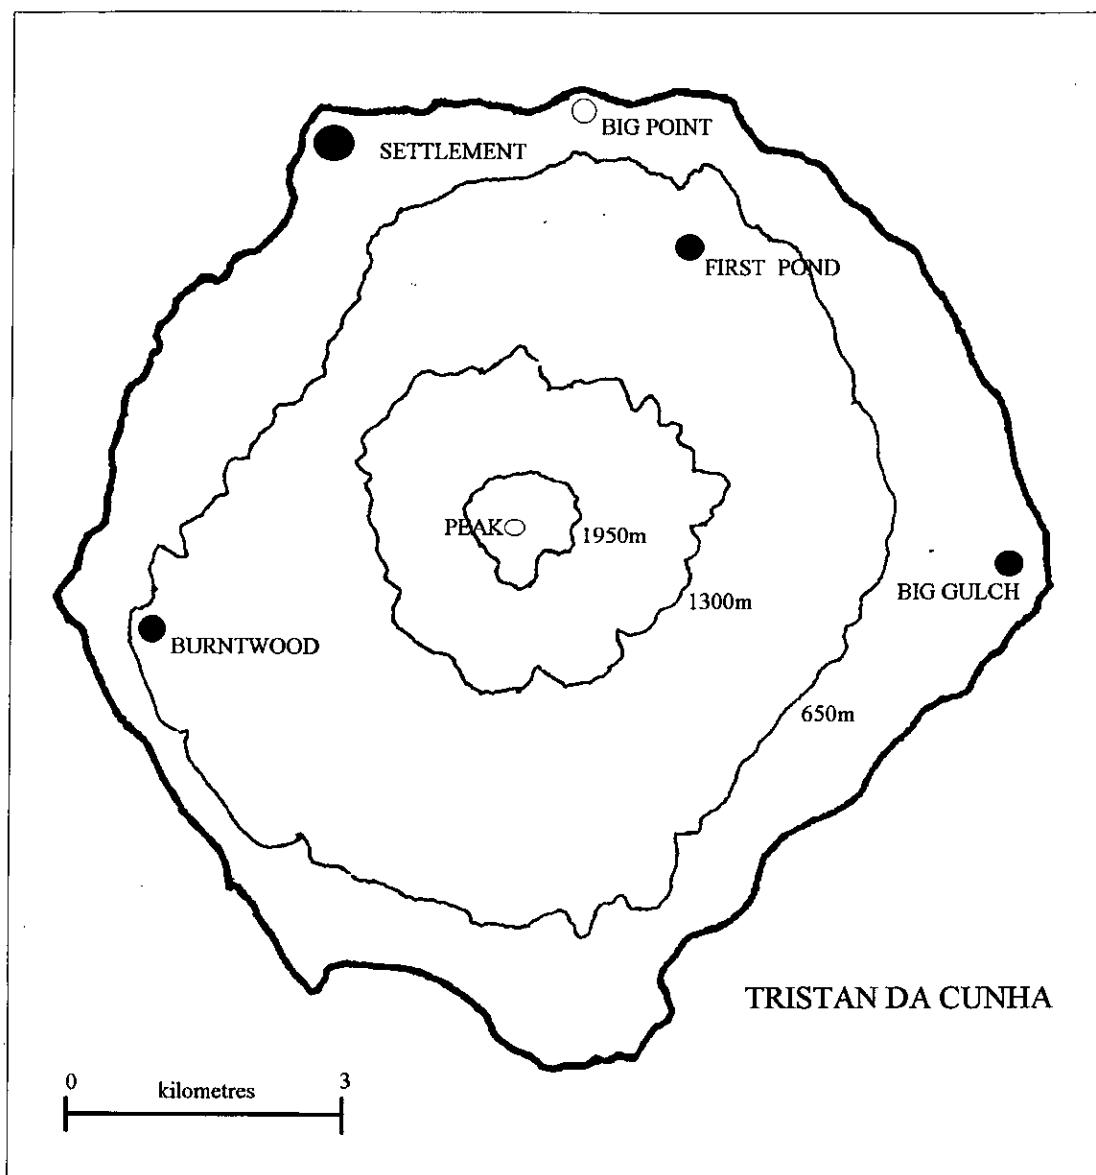 BIG POINT
SETTLEMENT
FIRST POND
PEAK
1950m
BIG GULCH
1300m
BURNTWOOD
650m
TRISTAN DA CUNHA
0 3
kilometres